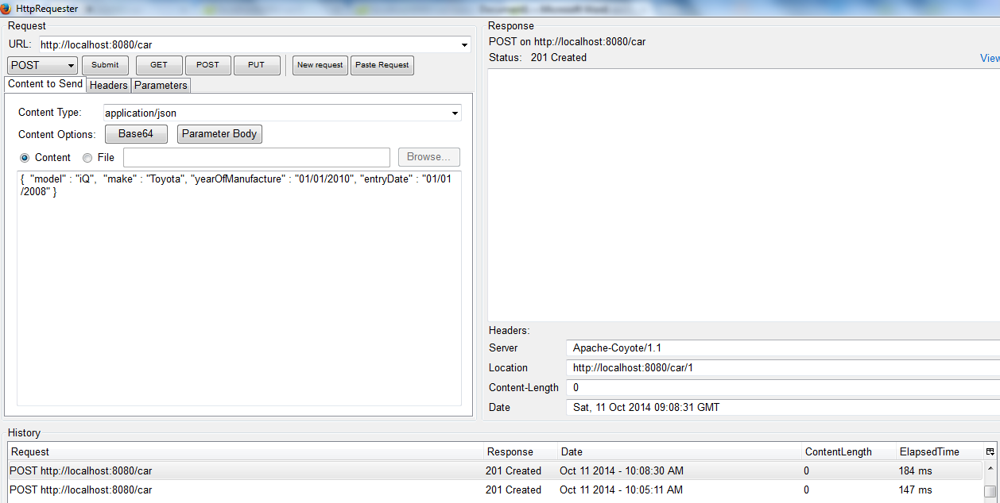 HttpRequester
Request
URL: http://localhost:8080/car
POST Submit GET POST PUT New request Paste Request
Content to Send Headers Parameters
Content Type: application/json
Content Options: Base64 Parameter Body
Content File Browse...
{ "model" : "iQ", "make" : "Toyota", "yearOfManufacture" : "01/01/2010", "entryDate" : "01/01
/2008" }
Response
POST on http://localhost:8080/car
Status: 201 Created
View
Headers:
Server Apache-Coyote/1.1
Location http://localhost:8080/car/1
Content-Length 0
Date Sat, 11 Oct 2014 09:08:31 GMT
History
Request Response Date ContentLength ElapsedTime
POST http://localhost:8080/car 201 Created Oct 11 2014 - 10:08:30 AM 0 184 ms
POST http://localhost:8080/car 201 Created Oct 11 2014 - 10:05:11 AM 0 147 ms